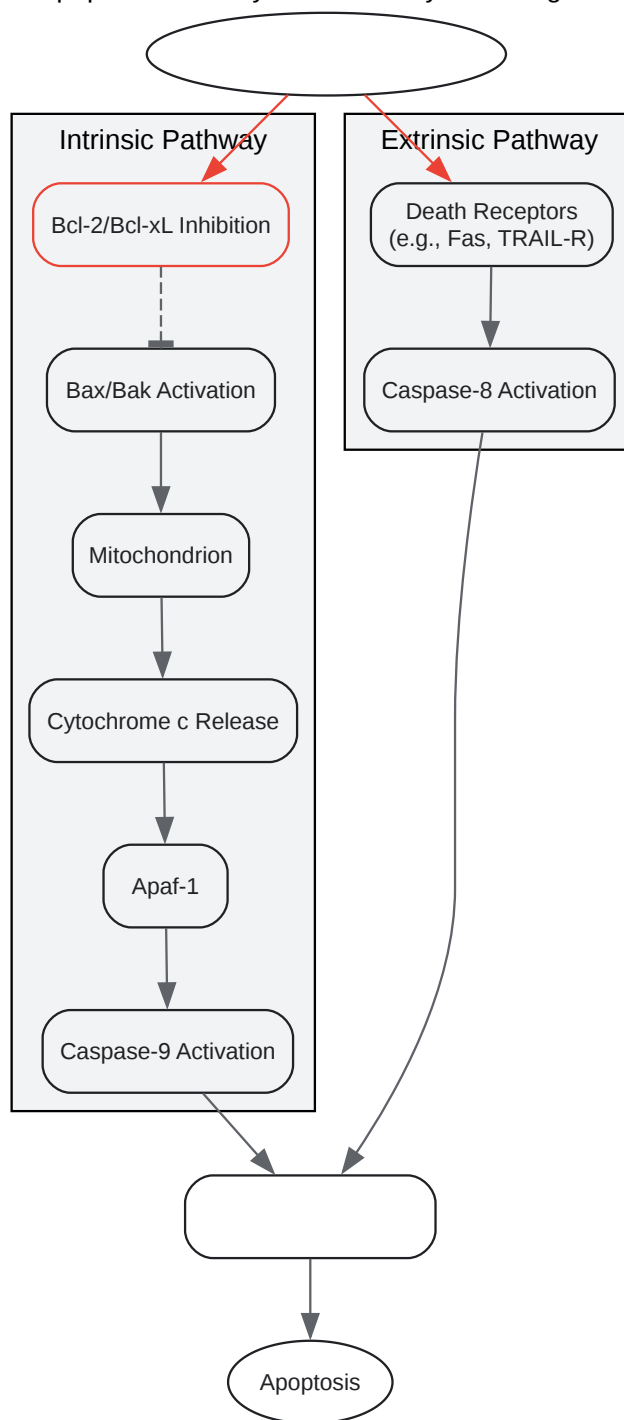 Intrinsic Pathway
Extrinsic Pathway
Bcl-2/Bcl-xL Inhibition
Death Receptors
(e.g., Fas, TRAIL-R)
Bax/Bak Activation
Caspase-8 Activation
Mitochondrion
Cytochrome c Release
Apaf-1
Caspase-9 Activation
Apoptosis